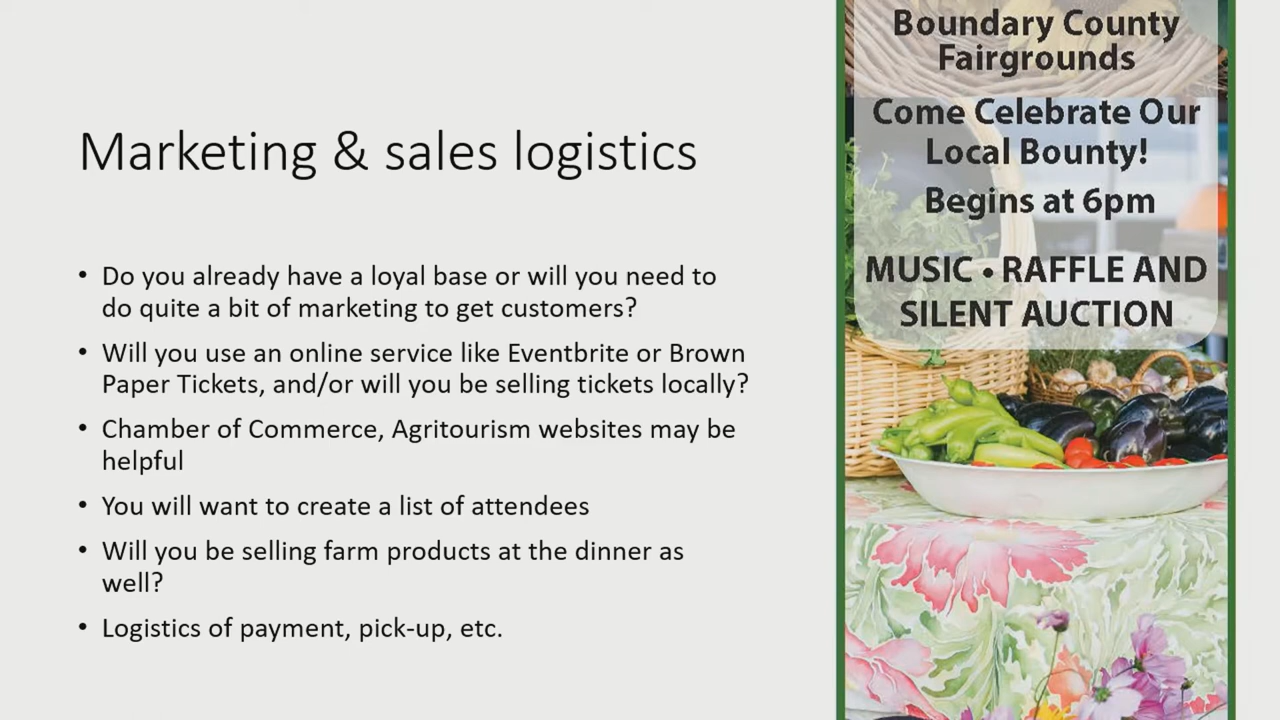 Marketing & sales logistics
• Do you already have a loyal base or will you need to
do quite a bit of marketing to get customers?
• Will you use an online service like Eventbrite or Brown
Paper Tickets, and/or will you be selling tickets locally?
• Chamber of Commerce, Agritourism websites may be
helpful
• You will want to create a list of attendees
• Will you be selling farm products at the dinner as
well?
• Logistics of payment, pick-up, etc.
Boundary County
Fairgrounds
Come Celebrate Our
Local Bounty!
Begins at 6pm
MUSIC • RAFFLE AND
SILENT AUCTION